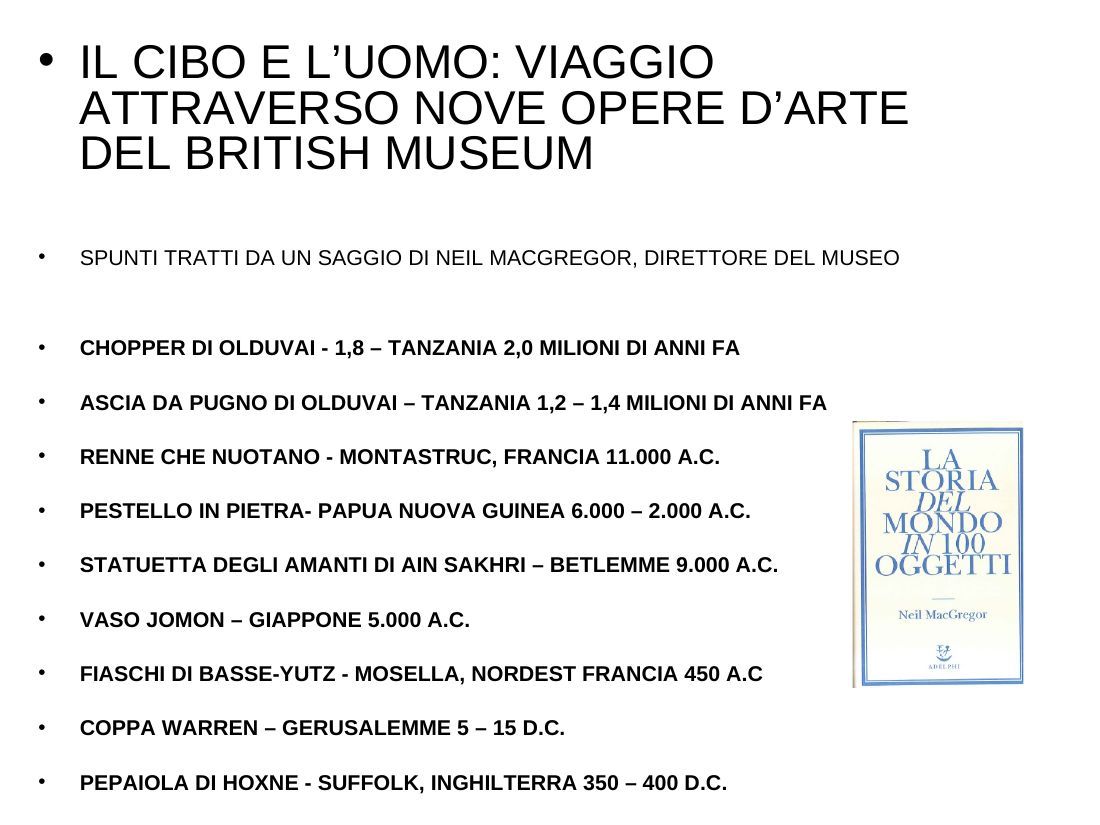 • IL CIBO E L’UOMO: VIAGGIO
ATTRAVERSO NOVE OPERE D’ARTE
DEL BRITISH MUSEUM
• SPUNTI TRATTI DA UN SAGGIO DI NEIL MACGREGOR, DIRETTORE DEL MUSEO
• CHOPPER DI OLDUVAI - 1,8 – TANZANIA 2,0 MILIONI DI ANNI FA
• ASCIA DA PUGNO DI OLDUVAI – TANZANIA 1,2 – 1,4 MILIONI DI ANNI FA
• RENNE CHE NUOTANO - MONTASTRUC, FRANCIA 11.000 A.C.
• PESTELLO IN PIETRA- PAPUA NUOVA GUINEA 6.000 – 2.000 A.C.
• STATUETTA DEGLI AMANTI DI AIN SAKHRI – BETLEMME 9.000 A.C.
• VASO JOMON – GIAPPONE 5.000 A.C.
• FIASCHI DI BASSE-YUTZ - MOSELLA, NORDEST FRANCIA 450 A.C
• COPPA WARREN – GERUSALEMME 5 – 15 D.C.
• PEPAIOLA DI HOXNE - SUFFOLK, INGHILTERRA 350 – 400 D.C.
LA
STORIA
DEL
MONDO
IN 100
OGGETTI
Neil MacGregor
ADELPHI